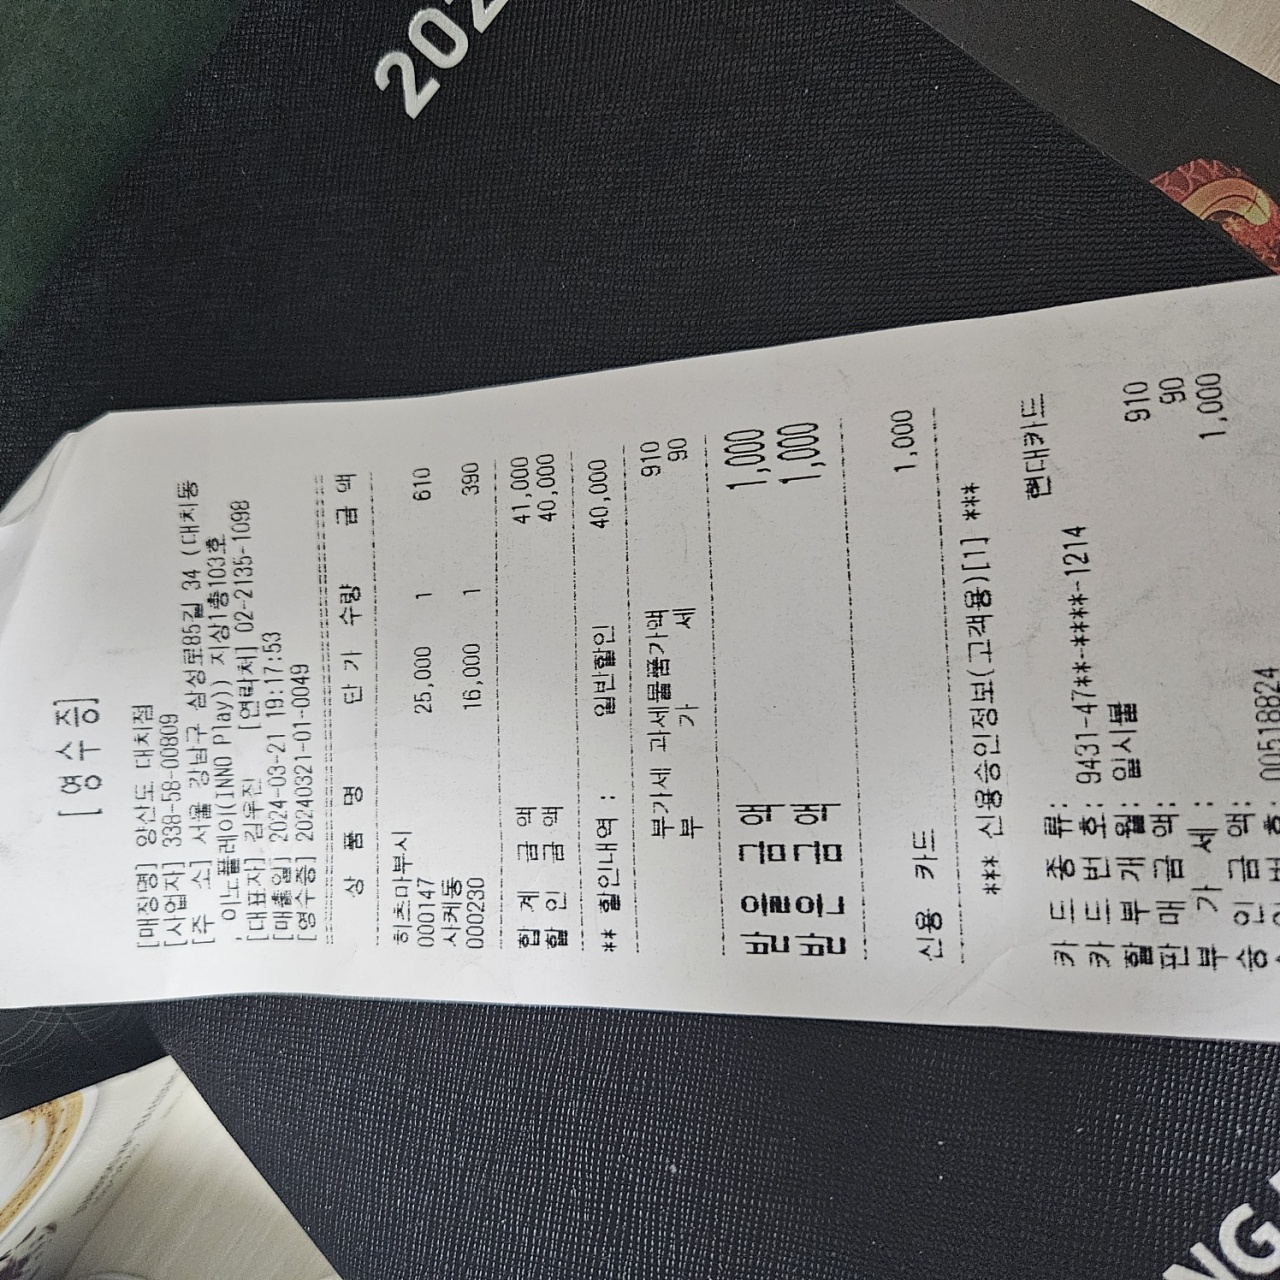 202
[영 수 증]
[매장명] 양산도 대치점
[사업자] 338-58-00809
[주 소] 서울 강남구 삼성로85길 34 (대치동
, 이노플레이(INNO Play)) 지상1층103호
[대표자] 김우진 [연락처] 02-2135-1098
[매출일] 2024-03-21 19:17:53
[영수증] 20240321-01-0049
상 품 명 단 가 수량 금 액
히츠마부시
000147 25,000 1 610
사케동
000230 16,000 1 390
합 계 금 액 41,000
할 인 금 액 40,000
** 할인내역 : 일반할인 40,000
부가세 과세물품가액 910
부 가 세 90
받을금액 1,000
받은금액 1,000
신용 카드 1,000
*** 신용승인정보(고객용)[1] ***
카 드 종 류: 현대카드
카 드 번 호: 9431-47**-****-1214
할 부 개 월: 일시불
판 매 금 액: 910
부 가 세 : 90
승 인 금 액: 1,000
00518824
NG